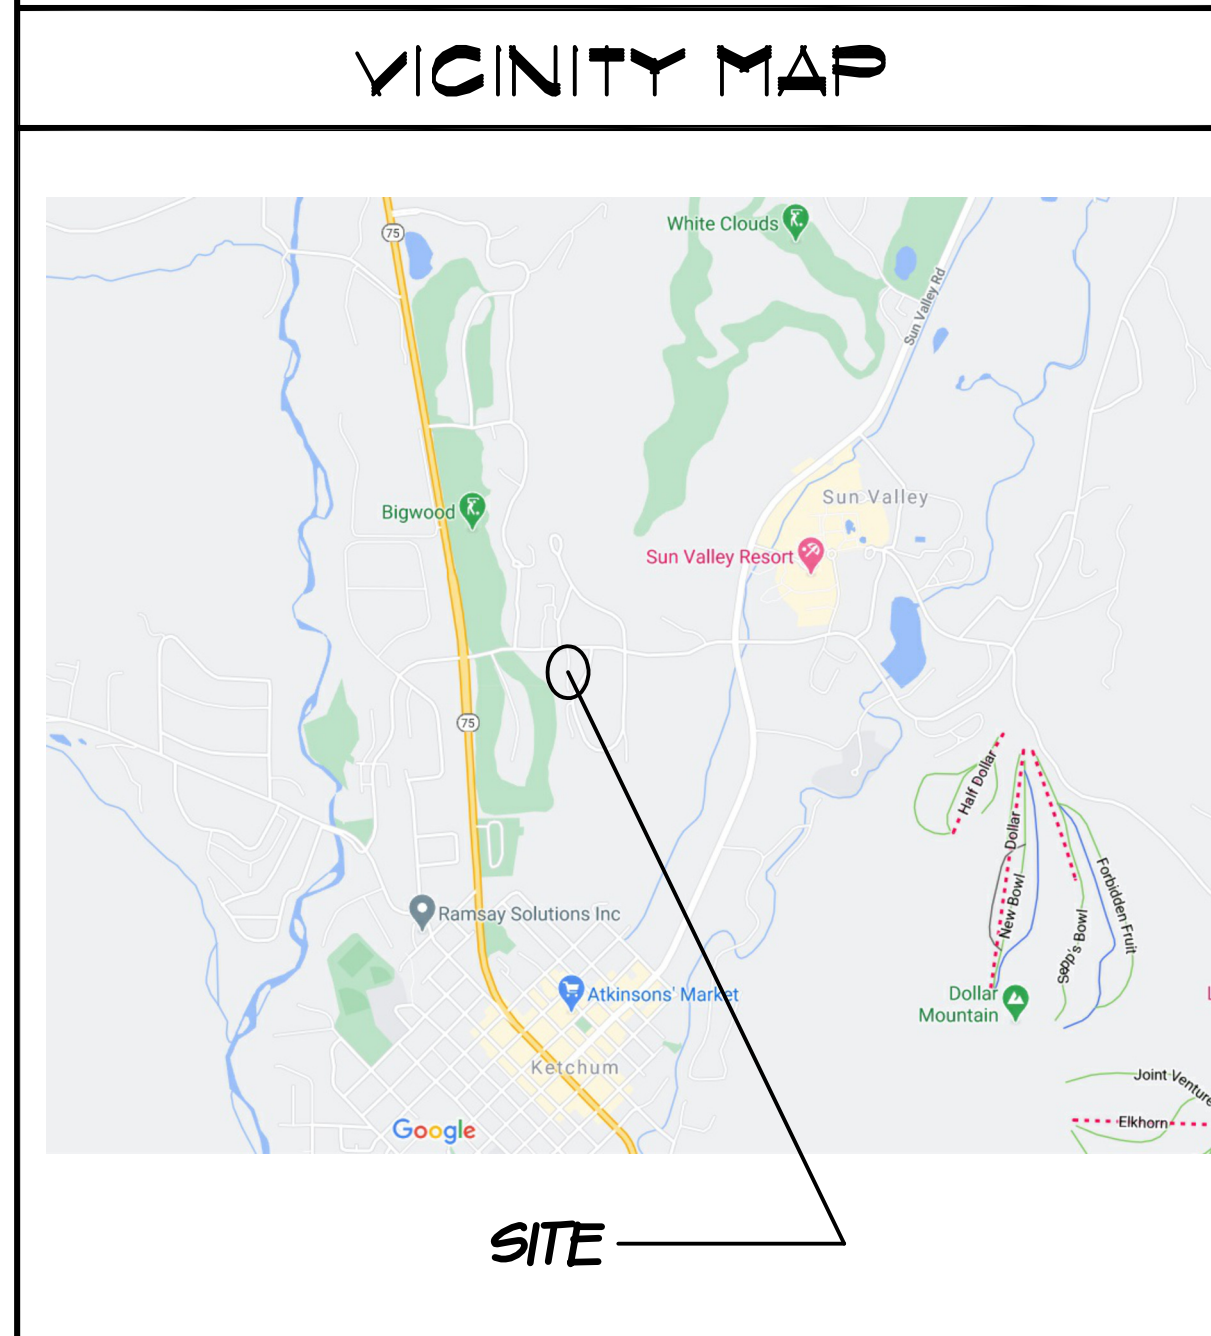 VICINITY MAP
75
White Clouds
Sun Valley Rd
Bigwood
Sun Valley
Sun Valley Resort
75
Half Dollar
Dollar
New Bowl
Forbidden Fruit
Sepp's Bowl
Ramsay Solutions Inc
Atkinsons' Market
Dollar
Mountain
Ketchum
Joint Venture
Elkhorn
Google
SITE